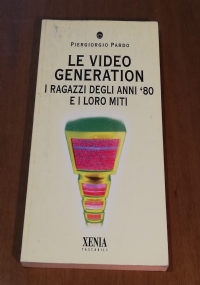 PIERGIORGIO PARDO
LE VIDEO
GENERATION
I RAGAZZI DEGLI ANNI '80
E I LORO MITI
XENIA
TASCABILI